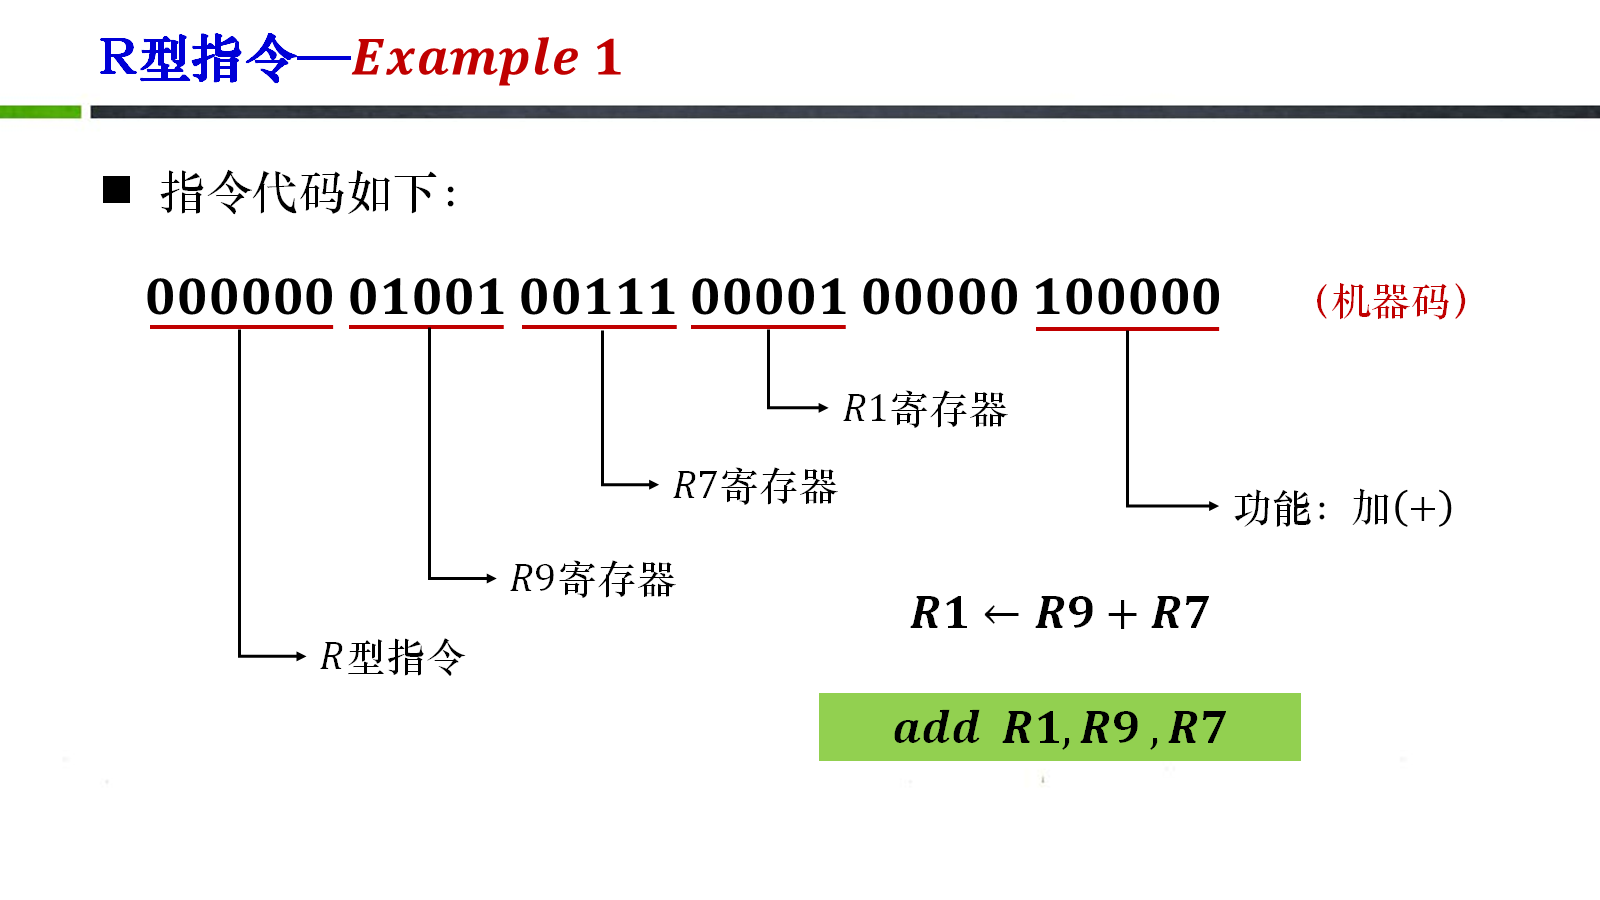 R型指令—Example 1
■ 指令代码如下：
000000 01001 00111 00001 00000 100000 （机器码）
R1寄存器
R7寄存器
功能：加(+)
R9寄存器
R1 ← R9 + R7
R型指令
add R1, R9 , R7